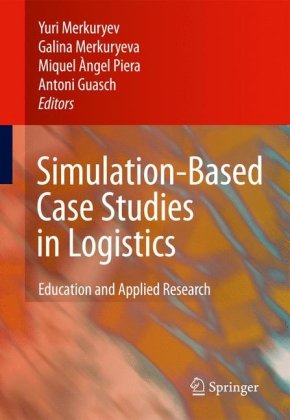 Yuri Merkuryev
Galina Merkuryeva
Miquel Àngel Piera
Antoni Guasch
Editors
Simulation-Based
Case Studies
in Logistics
Education and Applied Research
Springer